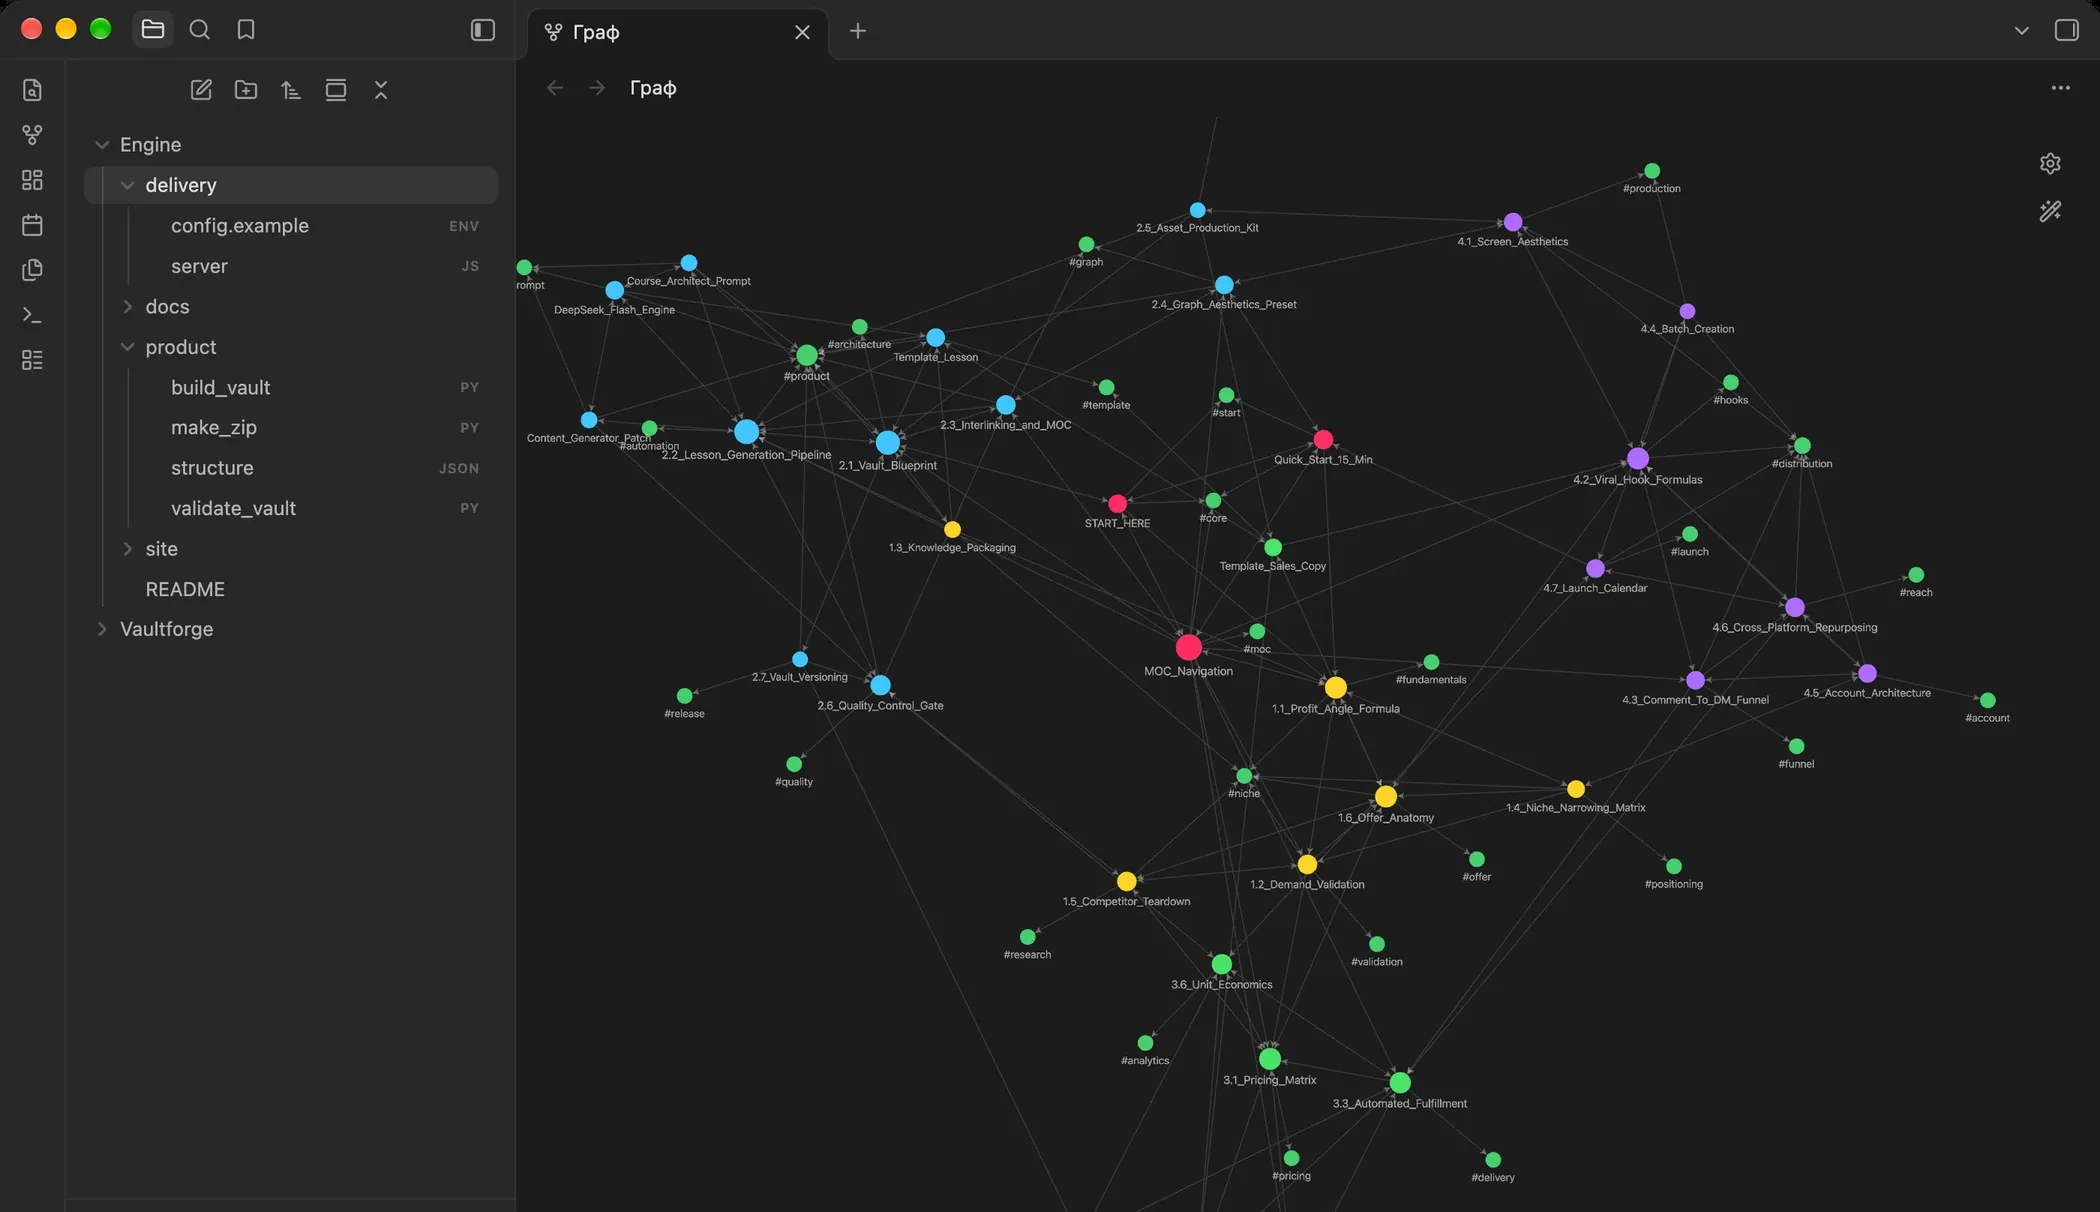 Граф
Граф
Engine
delivery
config.example ENV
server JS
docs
product
build_vault PY
make_zip PY
structure JSON
validate_vault PY
site
README
Vaultforge
#production
2.5_Asset_Production_Kit
4.1_Screen_Aesthetics
#graph
rompt
Course_Architect_Prompt
DeepSeek_Flash_Engine
2.4_Graph_Aesthetics_Preset
4.4_Batch_Creation
#architecture
Template_Lesson
#product
#hooks
#template
#start
2.3_Interlinking_and_MOC
Content_Generator_Patch
#automation
2.2_Lesson_Generation_Pipeline
2.1_Vault_Blueprint
Quick_Start_15_Min
#distribution
4.2_Viral_Hook_Formulas
START_HERE
#core
1.3_Knowledge_Packaging
#launch
Template_Sales_Copy
4.7_Launch_Calendar
#reach
4.6_Cross_Platform_Repurposing
#moc
MOC_Navigation
2.7_Vault_Versioning
#fundamentals
4.5_Account_Architecture
4.3_Comment_To_DM_Funnel
2.6_Quality_Control_Gate
1.1_Profit_Angle_Formula
#release
#account
#funnel
#quality
#niche
1.4_Niche_Narrowing_Matrix
1.6_Offer_Anatomy
#offer
1.2_Demand_Validation
#positioning
1.5_Competitor_Teardown
#research
#validation
3.6_Unit_Economics
#analytics
3.1_Pricing_Matrix
3.3_Automated_Fulfillment
#pricing
#delivery